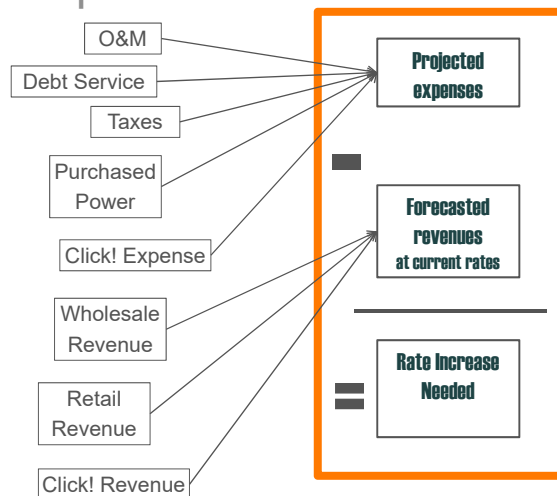 O&M
Debt Service
Taxes
Purchased
Power
Click! Expense
Wholesale
Revenue
Retail
Revenue
Click! Revenue
Projected
expenses
Forecasted
revenues
at current rates
Rate Increase
Needed